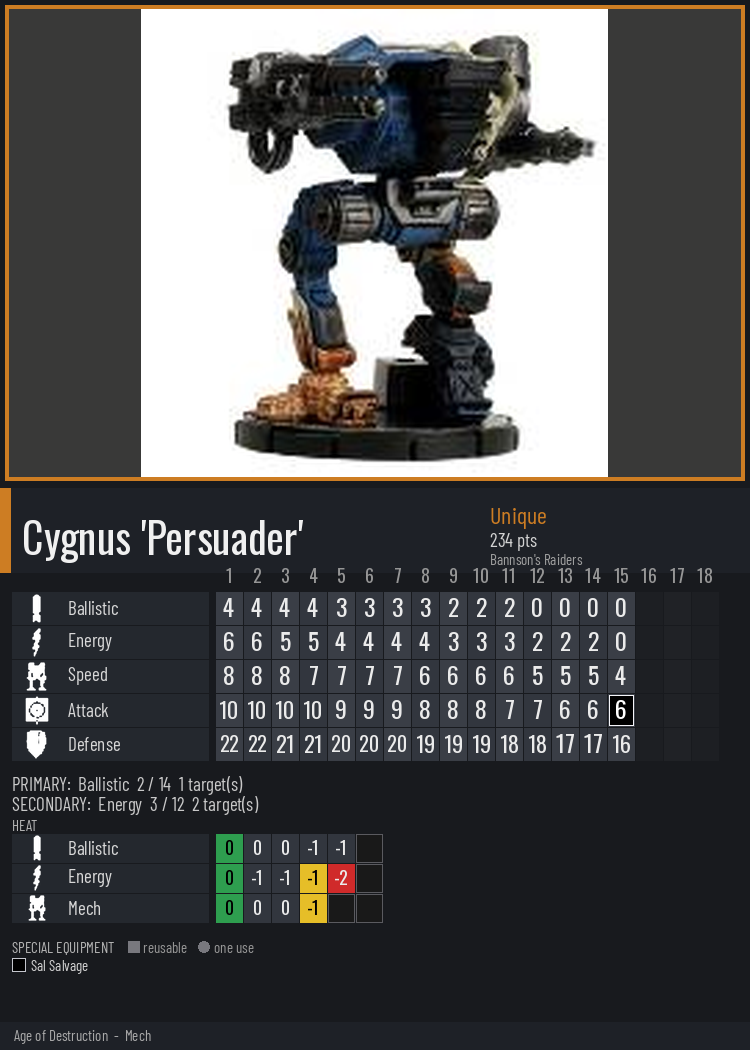 Cygnus 'Persuader'
Unique
234 pts
Bannson's Raiders
1 2 3 4 5 6 7 8 9 10 11 12 13 14 15 16 17 18
Ballistic 4 4 4 4 3 3 3 3 2 2 2 0 0 0 0
Energy 6 6 5 5 4 4 4 4 3 3 3 2 2 2 0
Speed 8 8 8 7 7 7 7 6 6 6 6 5 5 5 4
Attack 10 10 10 10 9 9 9 8 8 8 7 7 6 6 6
Defense 22 22 21 21 20 20 20 19 19 19 18 18 17 17 16
PRIMARY: Ballistic 2 / 14 1 target(s)
SECONDARY: Energy 3 / 12 2 target(s)
HEAT
Ballistic 0 0 0 -1 -1
Energy 0 -1 -1 -1 -2
Mech 0 0 0 -1
SPECIAL EQUIPMENT reusable one use
Sal Salvage
Age of Destruction - Mech